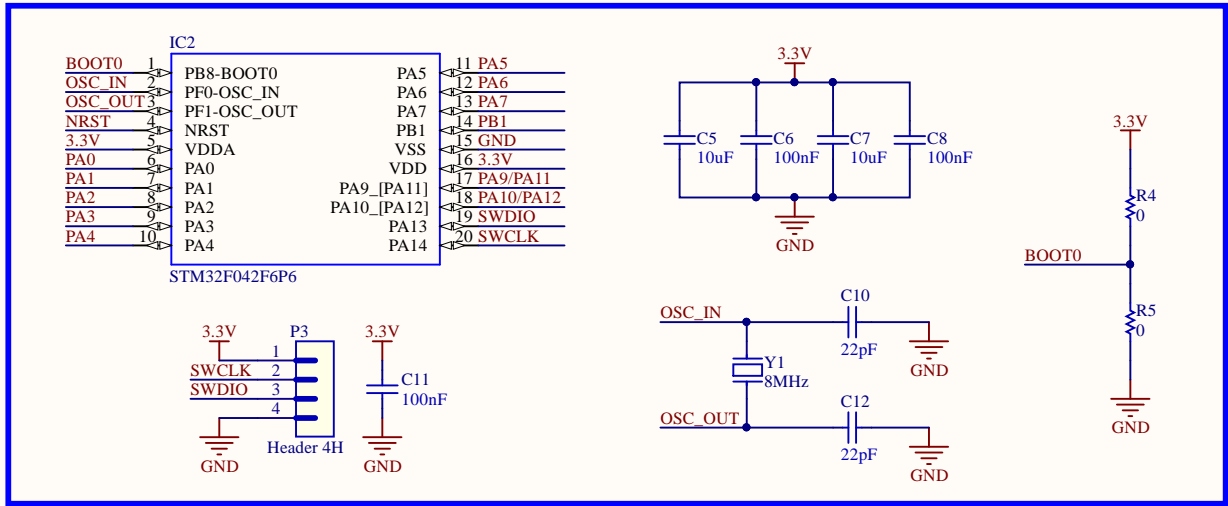 IC2
BOOT0 1 PB8-BOOT0 PA5 11 PA5
OSC_IN 2 PF0-OSC_IN PA6 12 PA6
OSC_OUT 3 PF1-OSC_OUT PA7 13 PA7
NRST 4 NRST PB1 14 PB1
3.3V 5 VDDA VSS 15 GND
PA0 6 PA0 VDD 16 3.3V
PA1 7 PA1 PA9_[PA11] 17 PA9/PA11
PA2 8 PA2 PA10_[PA12] 18 PA10/PA12
PA3 9 PA3 PA13 19 SWDIO
PA4 10 PA4 PA14 20 SWCLK
STM32F042F6P6
3.3V
C5 C6 C7 C8
10uF 100nF 10uF 100nF
GND
3.3V
R4
0
BOOT0
R5
0
GND
3.3V P3
1
SWCLK 2
SWDIO 3
4
GND Header 4H
3.3V
C11
100nF
GND
OSC_IN C10
22pF
GND
Y1
8MHz
OSC_OUT C12
22pF
GND